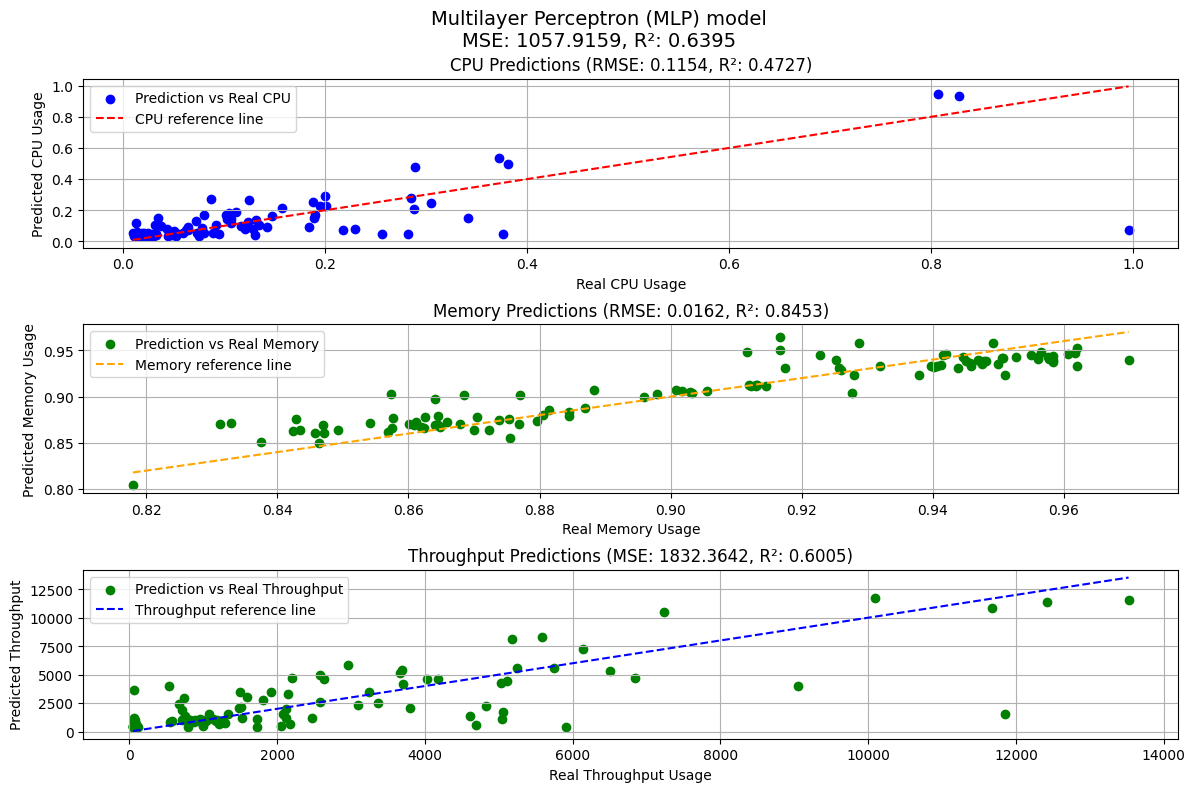 Multilayer Perceptron (MLP) model
MSE: 1057.9159, R²: 0.6395
CPU Predictions (RMSE: 0.1154, R²: 0.4727)
Predicted CPU Usage
1.0
0.8
0.6
0.4
0.2
0.0
Prediction vs Real CPU
CPU reference line
0.0 0.2 0.4 0.6 0.8 1.0
Real CPU Usage
Memory Predictions (RMSE: 0.0162, R²: 0.8453)
Predicted Memory Usage
0.95
0.90
0.85
0.80
Prediction vs Real Memory
Memory reference line
0.82 0.84 0.86 0.88 0.90 0.92 0.94 0.96
Real Memory Usage
Throughput Predictions (MSE: 1832.3642, R²: 0.6005)
Predicted Throughput
12500
10000
7500
5000
2500
0
Prediction vs Real Throughput
Throughput reference line
0 2000 4000 6000 8000 10000 12000 14000
Real Throughput Usage